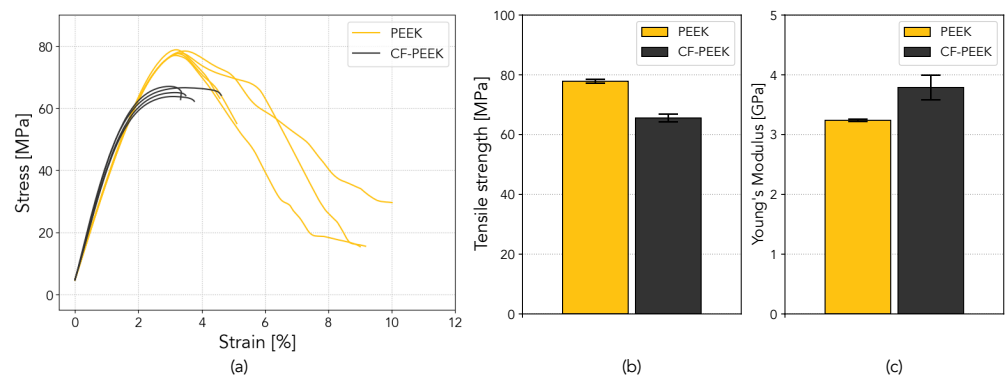 PEEK
CF-PEEK
Stress [MPa]
80
60
40
20
0
0 2 4 6 8 10 12
Strain [%]
(a)
PEEK
CF-PEEK
Tensile strength [MPa]
100
80
60
40
20
0
(b)
PEEK
CF-PEEK
Young's Modulus [GPa]
5
4
3
2
1
0
(c)